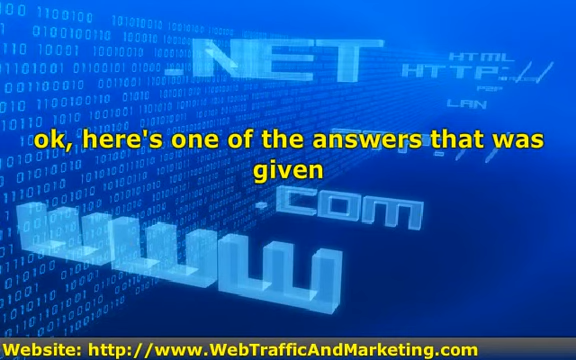 .NET
HTML
HTTP://
P2P
LAN
ok, here's one of the answers that was
given
.COM
WWW
Website: http://www.WebTrafficAndMarketing.com